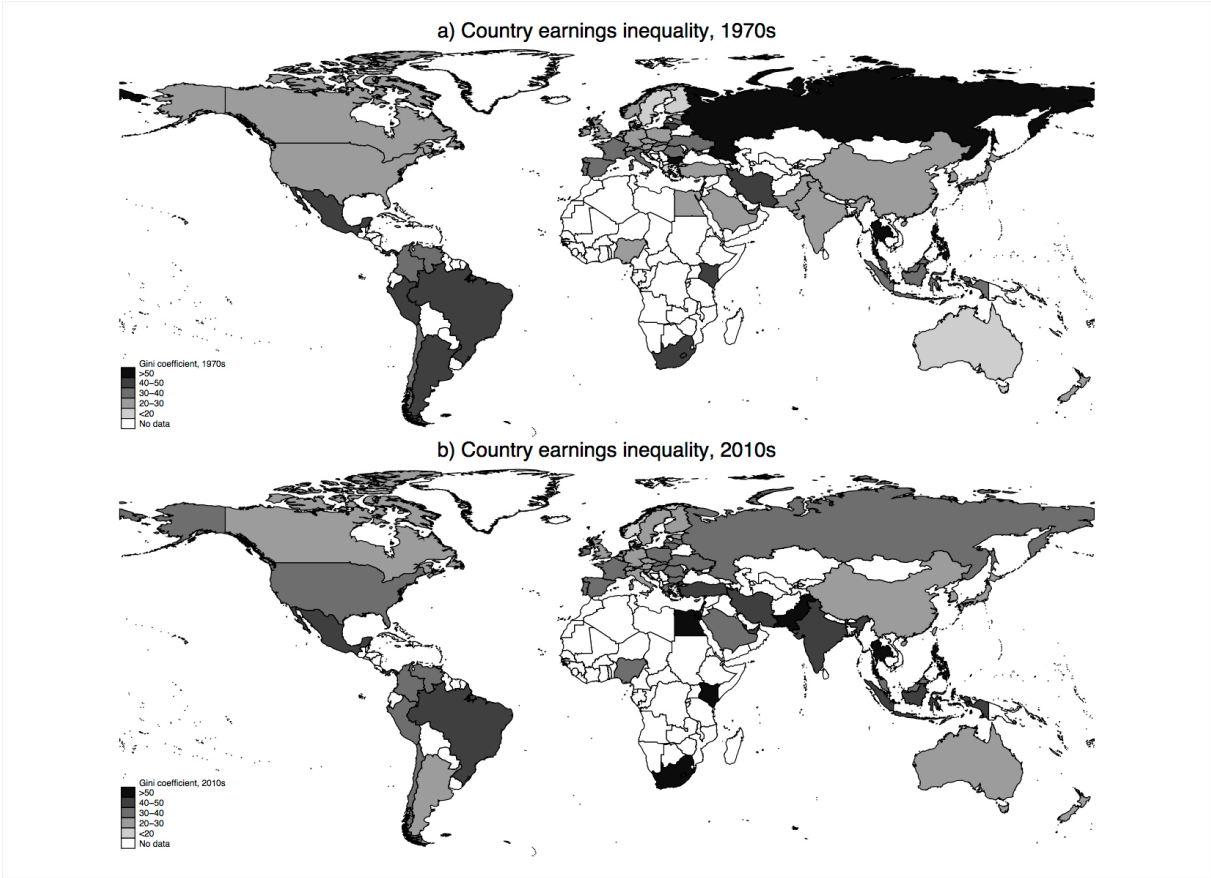 a) Country earnings inequality, 1970s
Gini coefficient, 1970s
>50
40–50
30–40
20–30
<20
No data
b) Country earnings inequality, 2010s
Gini coefficient, 2010s
>50
40–50
30–40
20–30
<20
No data